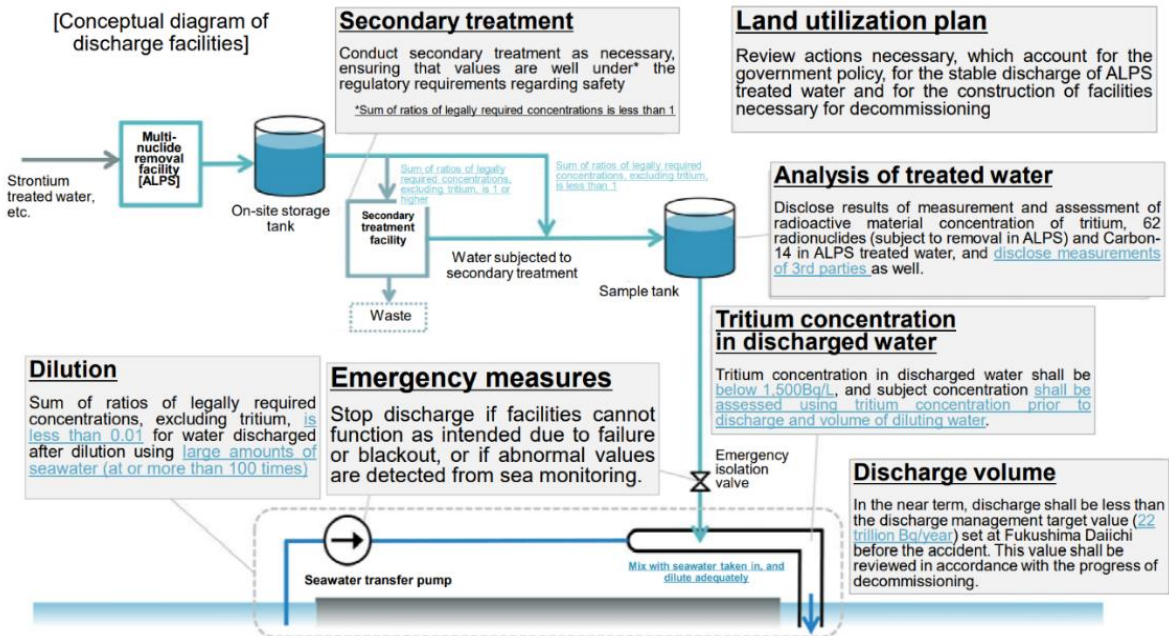 [Conceptual diagram of
discharge facilities]
Secondary treatment
Conduct secondary treatment as necessary,
ensuring that values are well under* the
regulatory requirements regarding safety
*Sum of ratios of legally required concentrations is less than 1
Land utilization plan
Review actions necessary, which account for the
government policy, for the stable discharge of ALPS
treated water and for the construction of facilities
necessary for decommissioning
Multi-
nuclide
removal
facility
[ALPS]
Strontium
treated water,
etc.
On-site storage
tank
Sum of ratios of legally
required concentrations,
excluding tritium, is 1 or
higher
Sum of ratios of legally required
concentrations, excluding tritium,
is less than 1
Secondary
treatment
facility
Water subjected to
secondary treatment
Waste
Sample tank
Analysis of treated water
Disclose results of measurement and assessment of
radioactive material concentration of tritium, 62
radionuclides (subject to removal in ALPS) and Carbon-
14 in ALPS treated water, and disclose measurements
of 3rd parties as well.
Tritium concentration
in discharged water
Tritium concentration in discharged water shall be
below 1,500Bq/L, and subject concentration shall be
assessed using tritium concentration prior to
discharge and volume of diluting water.
Dilution
Sum of ratios of legally required
concentrations, excluding tritium, is
less than 0.01 for water discharged
after dilution using large amounts of
seawater (at or more than 100 times)
Emergency measures
Stop discharge if facilities cannot
function as intended due to failure
or blackout, or if abnormal values
are detected from sea monitoring.
Emergency
isolation
valve
Discharge volume
In the near term, discharge shall be less than
the discharge management target value (22
trillion Bq/year) set at Fukushima Daiichi
before the accident. This value shall be
reviewed in accordance with the progress of
decommissioning.
Seawater transfer pump
Mix with seawater taken in, and
dilute adequately